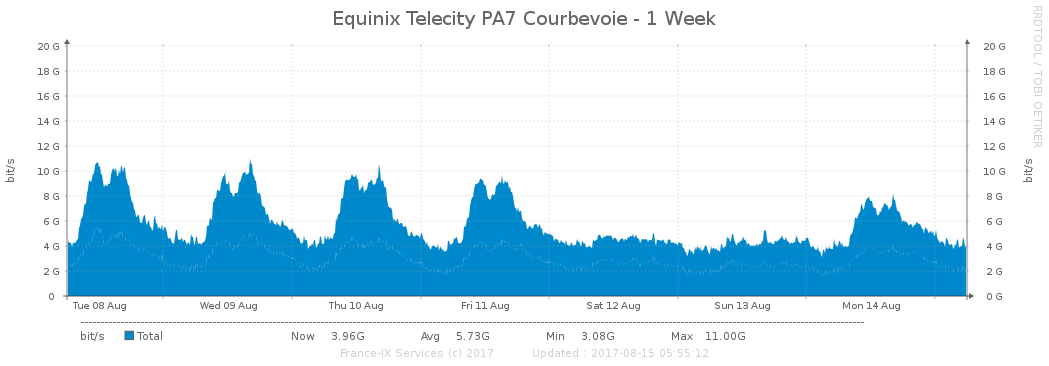 Equinix Telecity PA7 Courbevoie - 1 Week
RRDTOOL / TOBI OETIKER
bit/s
20 G 20 G
18 G 18 G
16 G 16 G
14 G 14 G
12 G 12 G
10 G 10 G
8 G 8 G
6 G 6 G
4 G 4 G
2 G 2 G
0 0 G
bit/s
Tue 08 Aug Wed 09 Aug Thu 10 Aug Fri 11 Aug Sat 12 Aug Sun 13 Aug Mon 14 Aug
bit/s Total Now 3.96G Avg 5.73G Min 3.08G Max 11.00G
France-IX Services (c) 2017 Updated : 2017-08-15 05:55:12